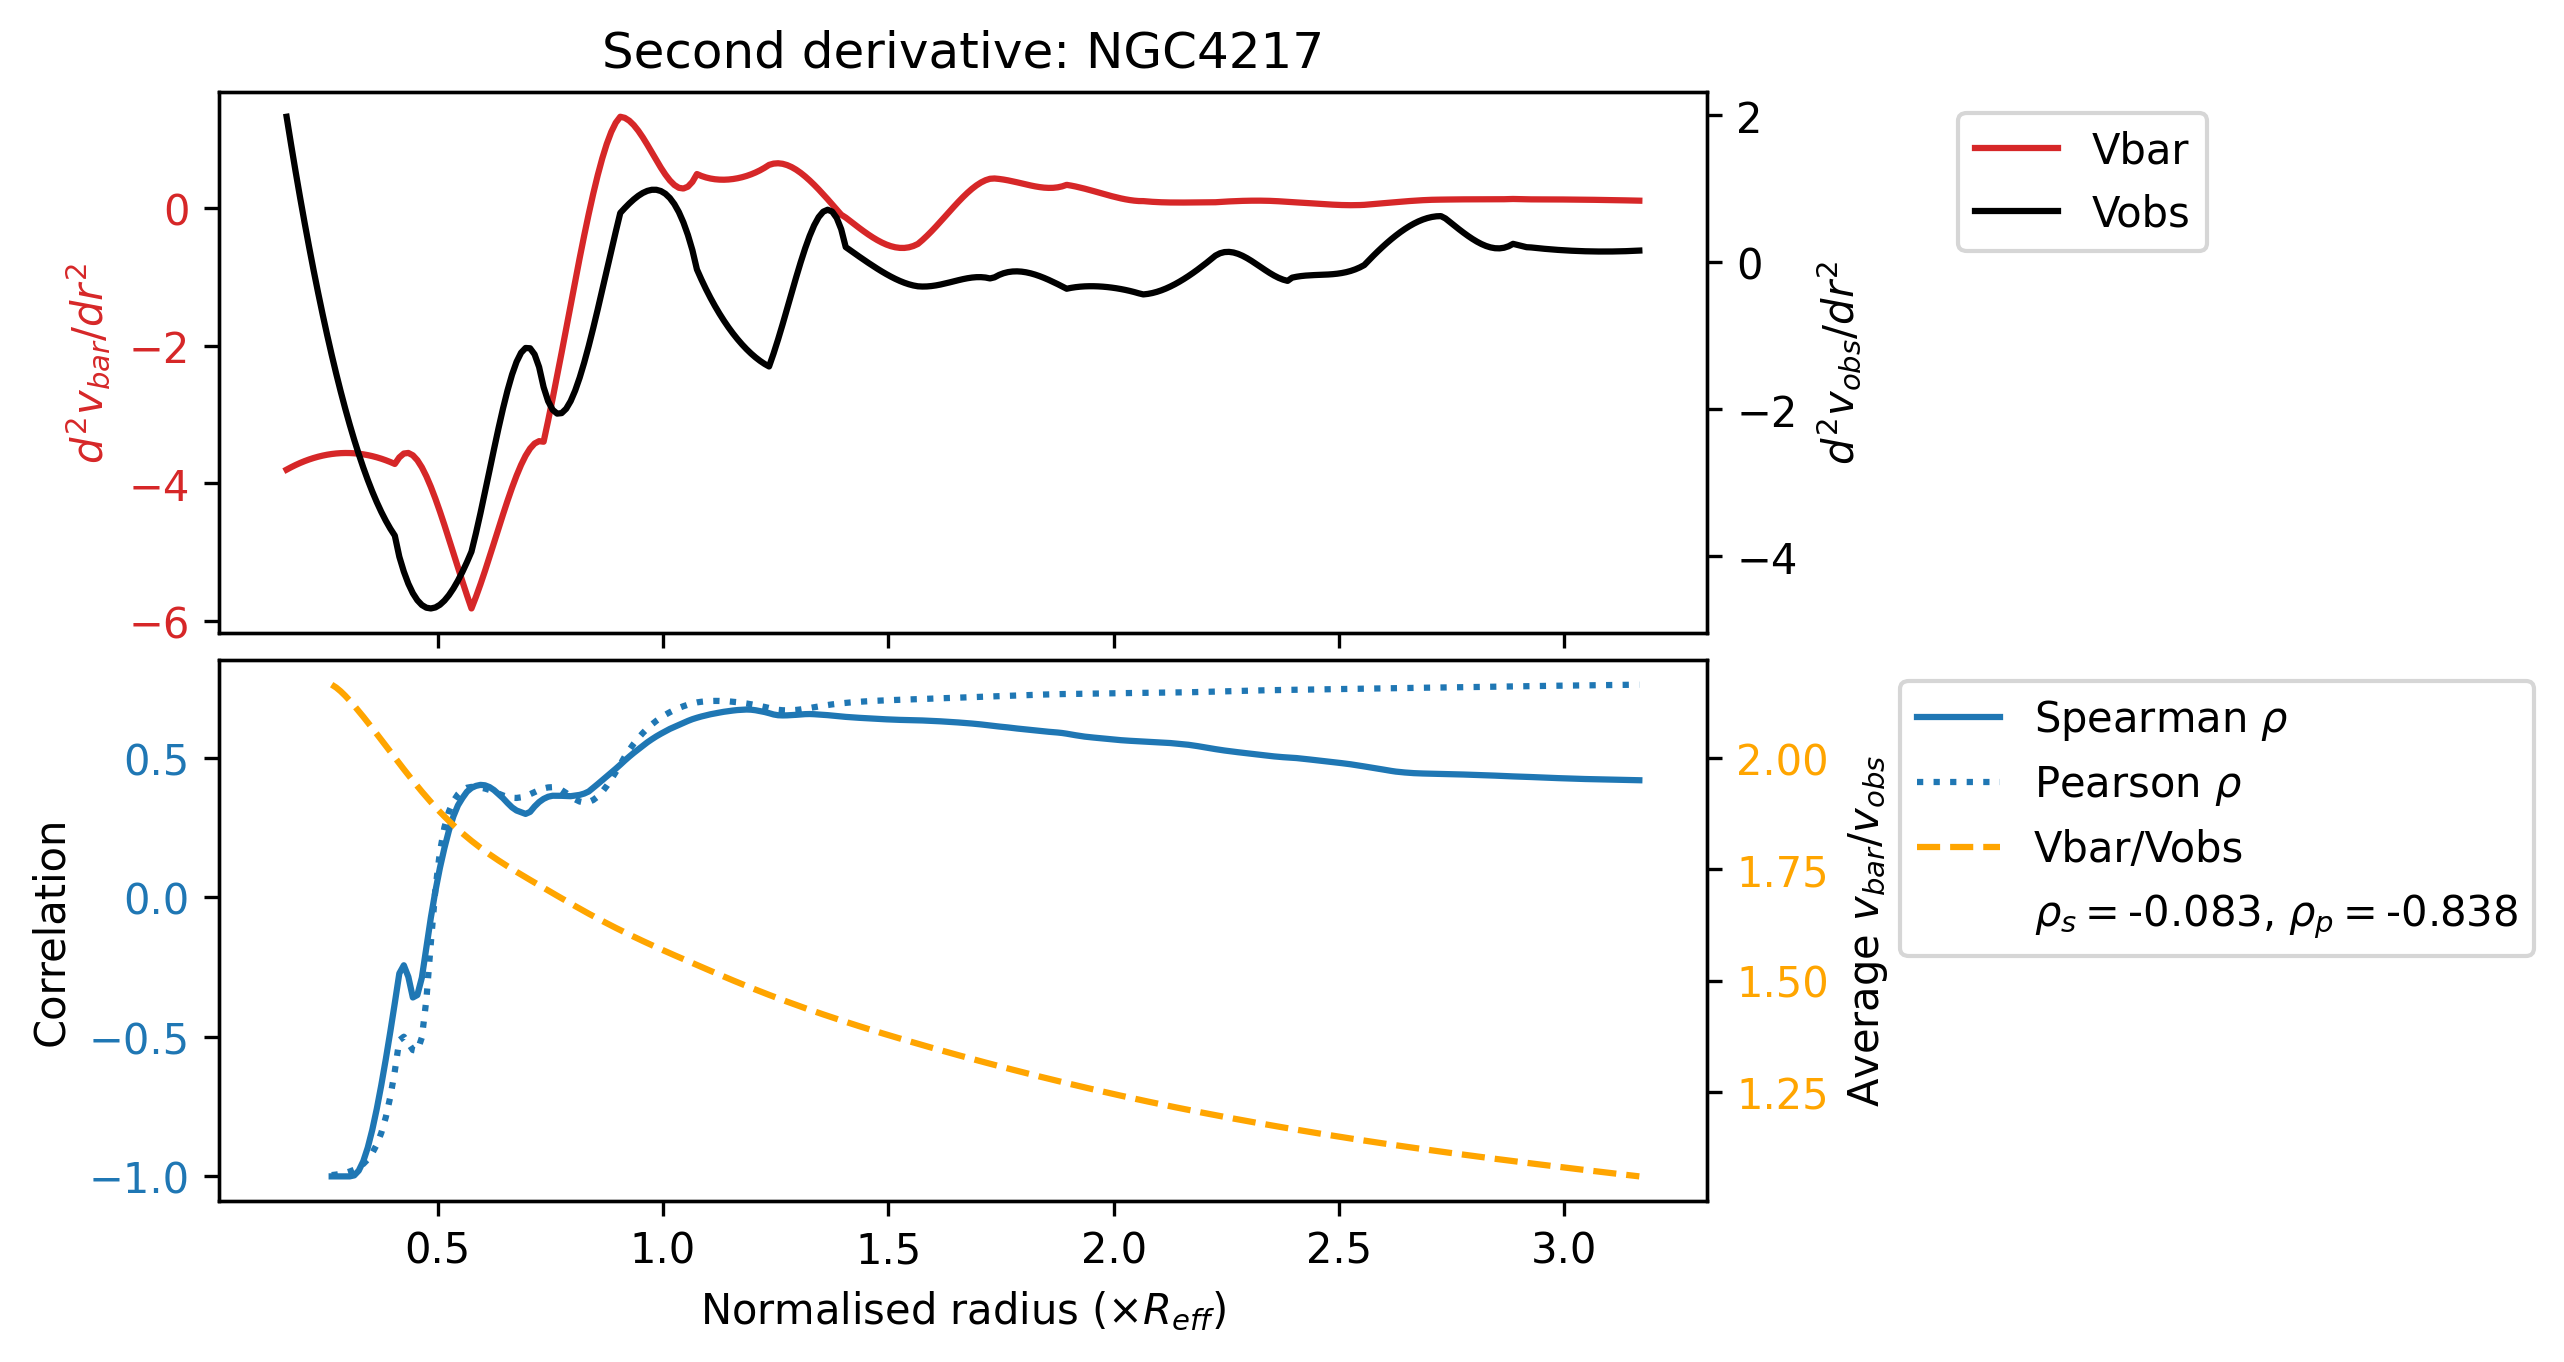 Second derivative: NGC4217
0
−2
−4
−6
d²v_bar/dr²
2
0
−2
−4
d²v_obs/dr²
Vbar
Vobs
0.5
0.0
−0.5
−1.0
Correlation
2.00
1.75
1.50
1.25
Average v_bar/v_obs
Spearman ρ
Pearson ρ
Vbar/Vobs
ρ_s = -0.083, ρ_p = -0.838
0.5 1.0 1.5 2.0 2.5 3.0
Normalised radius (×R_eff)